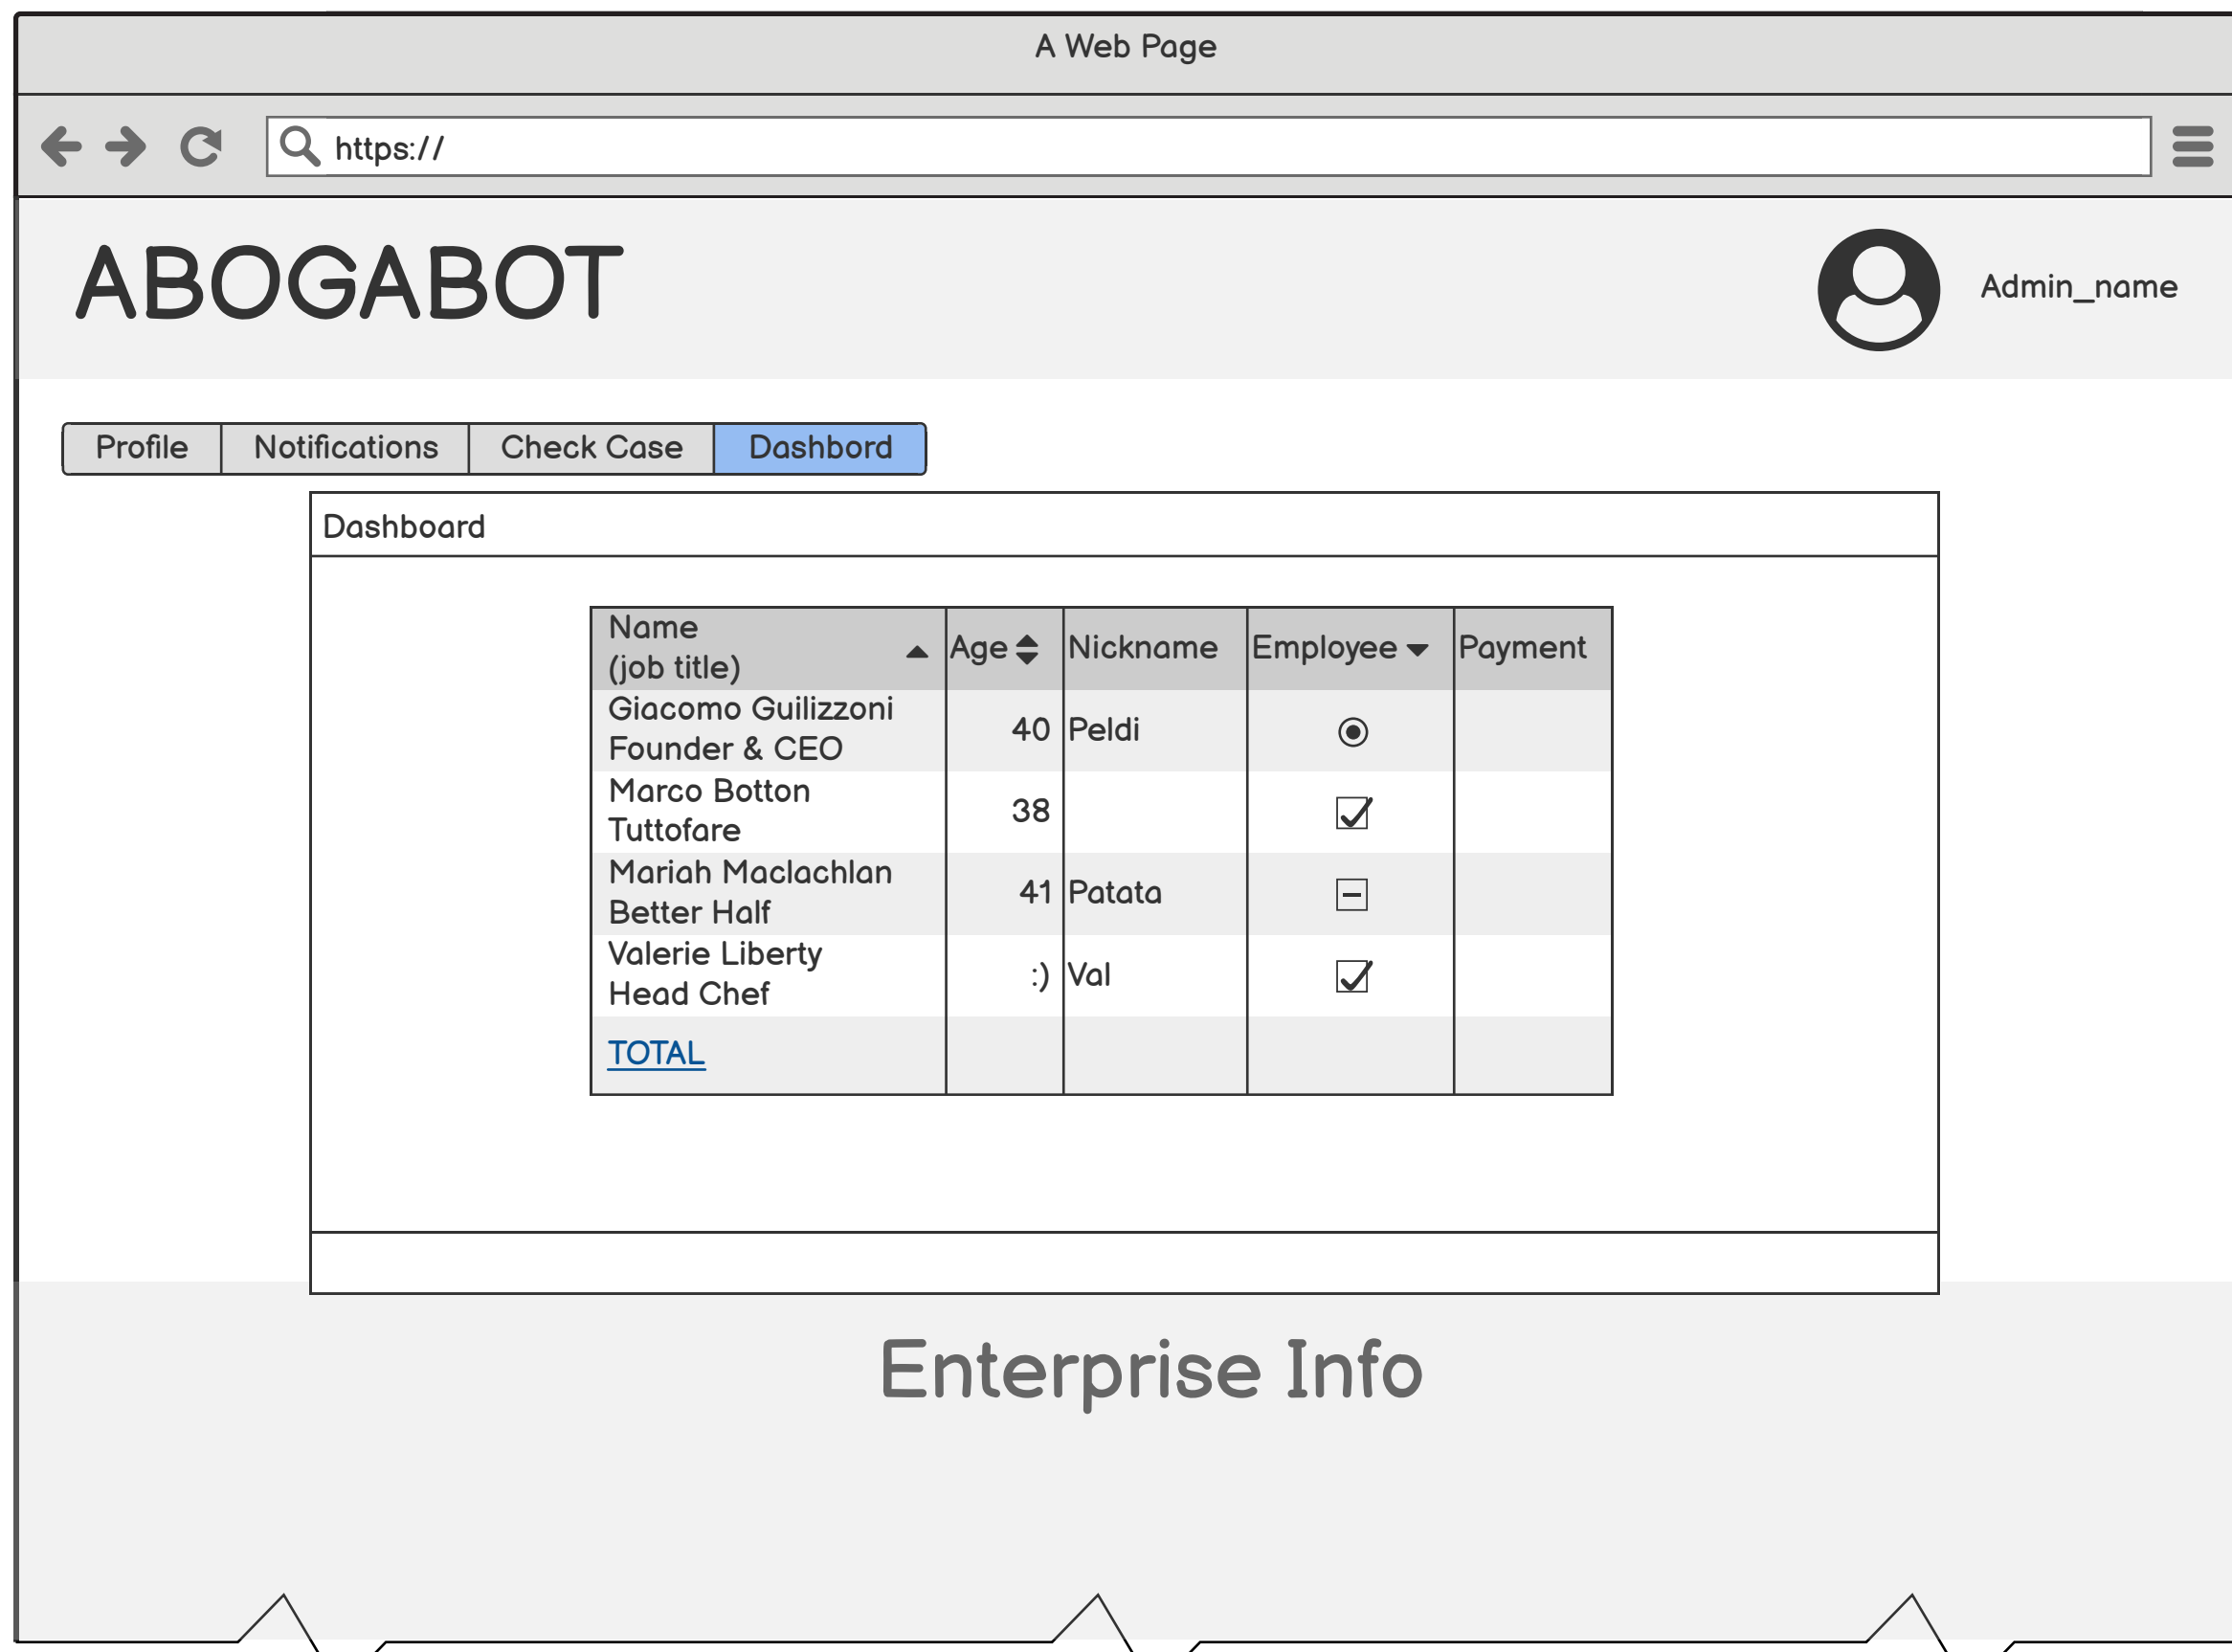 A Web Page
https://
ABOGABOT
Admin_name
Profile Notifications Check Case Dashbord
Dashboard
Name
(job title)
Age Nickname Employee Payment
Giacomo Guilizzoni
Founder & CEO
40 Peldi
Marco Botton
Tuttofare
38
Mariah Maclachlan
Better Half
41 Patata
Valerie Liberty
Head Chef
:) Val
TOTAL
Enterprise Info